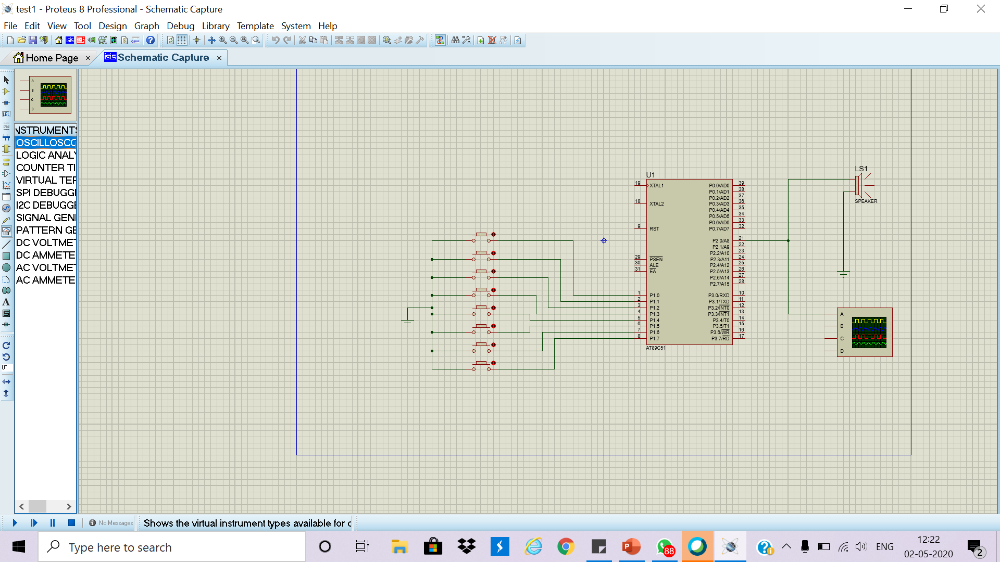 test1 - Proteus 8 Professional - Schematic Capture
File Edit View Tool Design Graph Debug Library Template System Help
Home Page × Schematic Capture ×
A
B
C
D
LBL
NSTRUMENTS
OSCILLOSCO
LOGIC ANALY
COUNTER TI
VIRTUAL TER
SPI DEBUGGE
I2C DEBUGGE
SIGNAL GENE
PATTERN GE
DC VOLTMET
DC AMMETE
AC VOLTMET
AC AMMETE
0°
U1
19 XTAL1 P0.0/AD0 39
P0.1/AD1 38
P0.2/AD2 37
18 XTAL2 P0.3/AD3 36
P0.4/AD4 35
P0.5/AD5 34
P0.6/AD6 33
9 RST P0.7/AD7 32
P2.0/A8 21
P2.1/A9 22
P2.2/A10 23
29 PSEN P2.3/A11 24
30 ALE P2.4/A12 25
31 EA P2.5/A13 26
P2.6/A14 27
P2.7/A15 28
1 P1.0 P3.0/RXD 10
2 P1.1 P3.1/TXD 11
3 P1.2 P3.2/INT0 12
4 P1.3 P3.3/INT1 13
5 P1.4 P3.4/T0 14
6 P1.5 P3.5/T1 15
7 P1.6 P3.6/WR 16
8 P1.7 P3.7/RD 17
AT89C51
LS1
SPEAKER
A
B
C
D
No Messages Shows the virtual instrument types available for c
Type here to search
88
ENG
12:22
02-05-2020
2